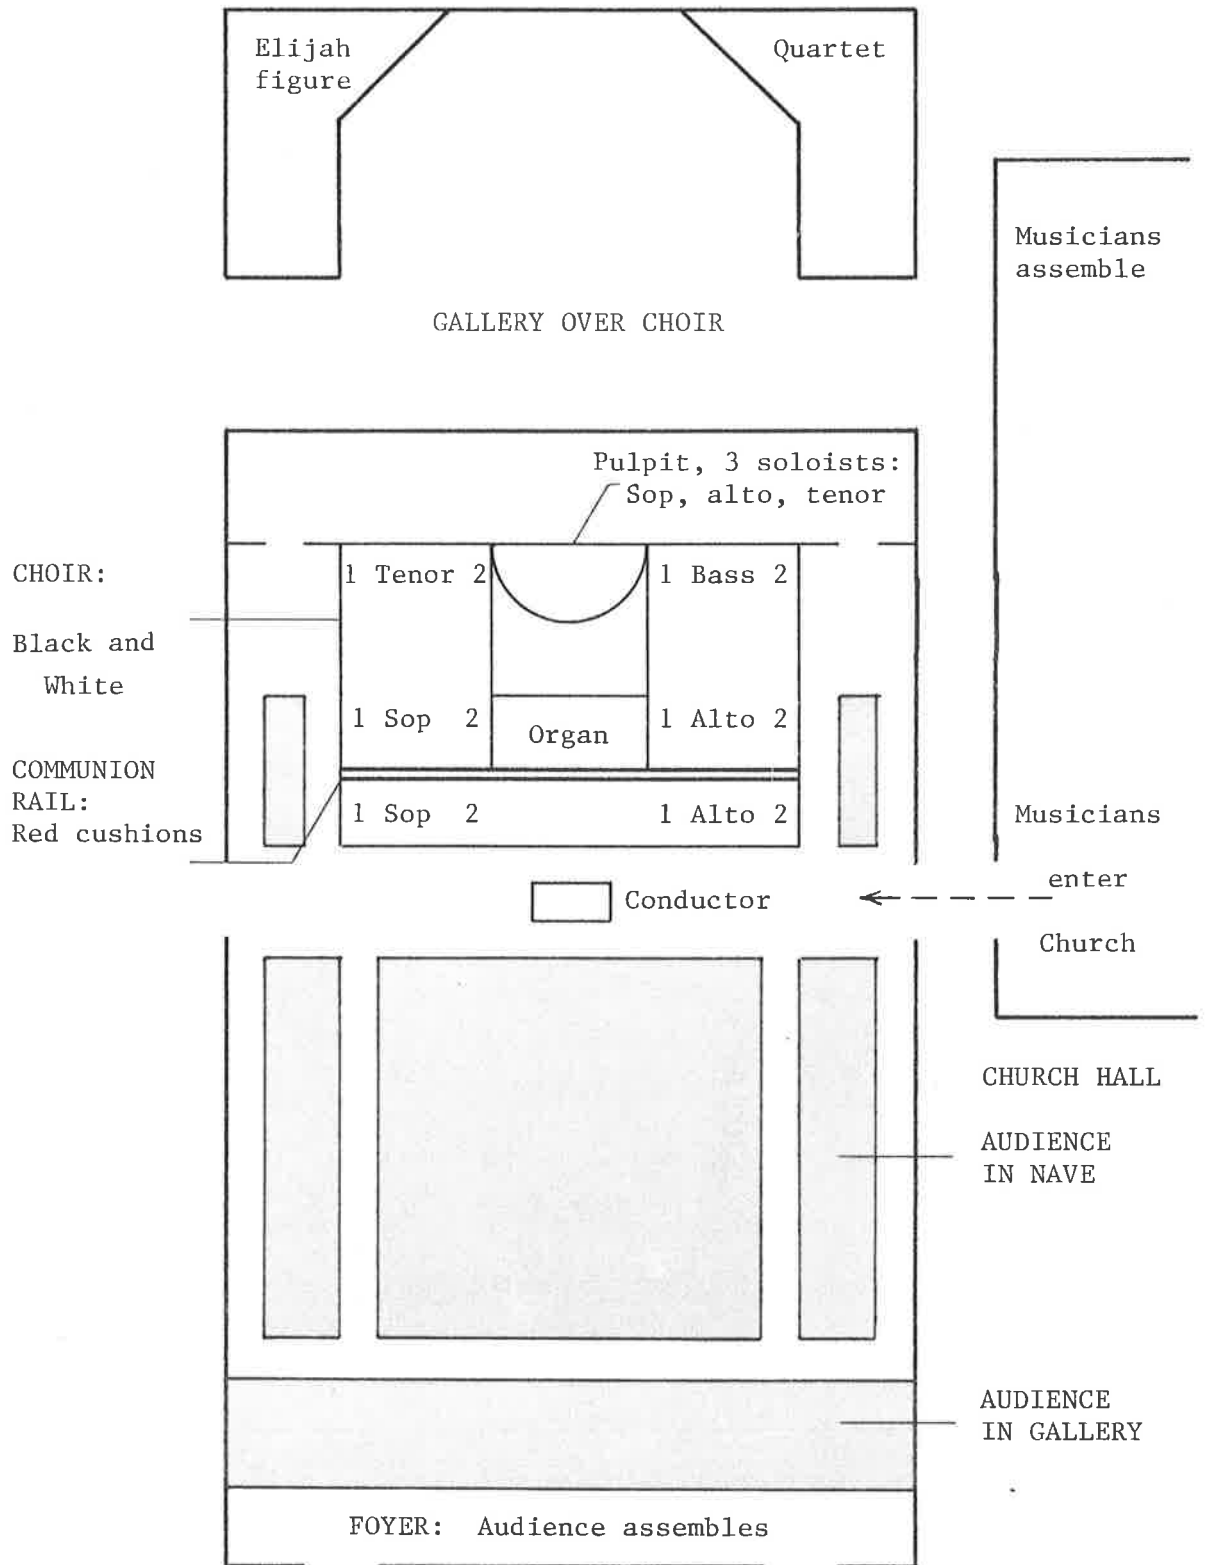 Elijah
figure
Quartet
Musicians
assemble
GALLERY OVER CHOIR
Pulpit, 3 soloists:
Sop, alto, tenor
CHOIR:
Black and
White
1 Tenor 2
1 Bass 2
1 Sop 2
Organ
1 Alto 2
COMMUNION
RAIL:
Red cushions
1 Sop 2
1 Alto 2
Musicians
enter
Church
Conductor
CHURCH HALL
AUDIENCE
IN NAVE
AUDIENCE
IN GALLERY
FOYER: Audience assembles